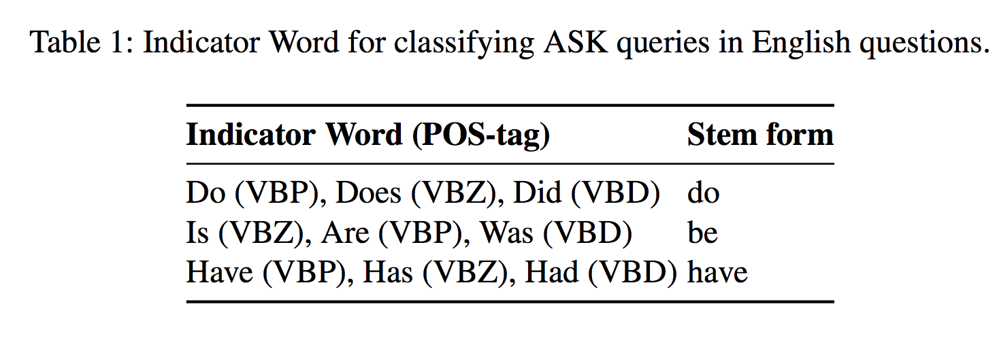 Table 1: Indicator Word for classifying ASK queries in English questions.
Indicator Word (POS-tag) Stem form
Do (VBP), Does (VBZ), Did (VBD) do
Is (VBZ), Are (VBP), Was (VBD) be
Have (VBP), Has (VBZ), Had (VBD) have